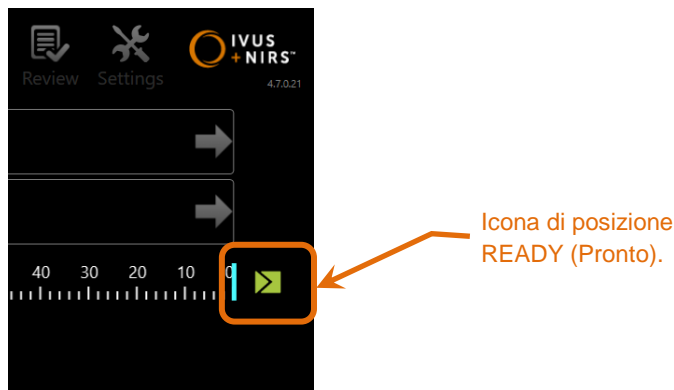 IVUS
+NIRS™
Review Settings
4.7.0.21
40 30 20 10 0
Icona di posizione
READY (Pronto).